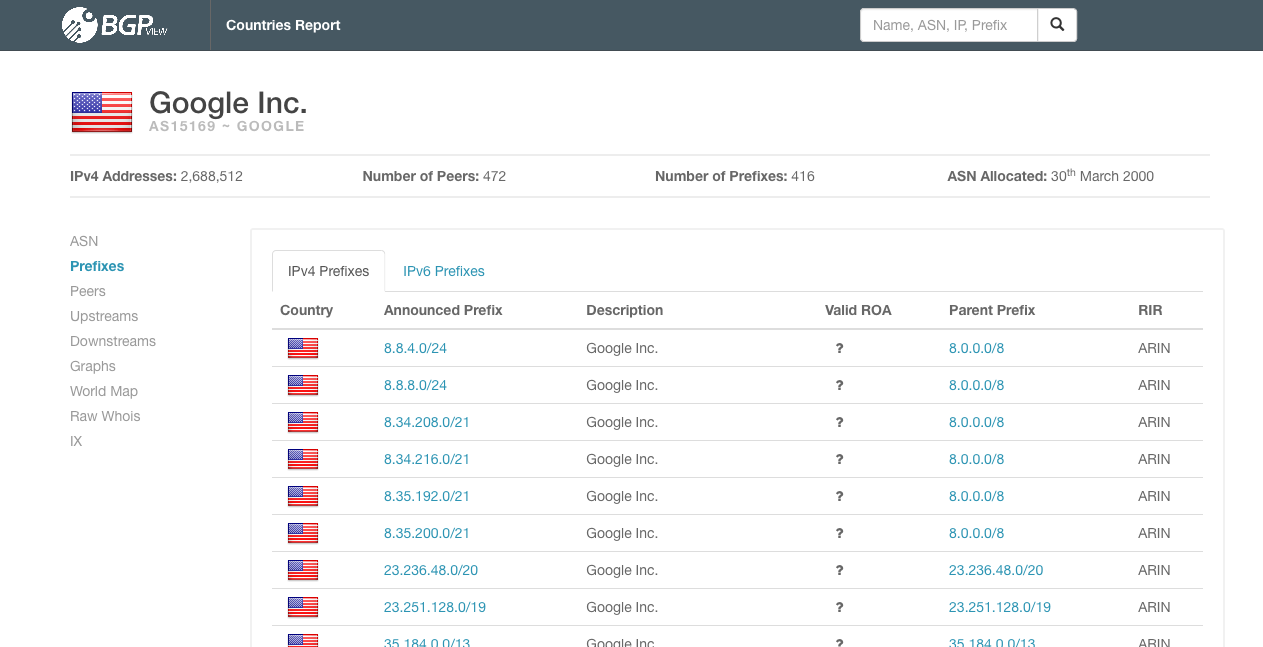 BGPVIEW Countries Report Name, ASN, IP, Prefix
Google Inc.
AS15169 ~ GOOGLE
IPv4 Addresses: 2,688,512 Number of Peers: 472 Number of Prefixes: 416 ASN Allocated: 30th March 2000
ASN
Prefixes
Peers
Upstreams
Downstreams
Graphs
World Map
Raw Whois
IX
IPv4 Prefixes IPv6 Prefixes
Country Announced Prefix Description Valid ROA Parent Prefix RIR
8.8.4.0/24 Google Inc. ? 8.0.0.0/8 ARIN
8.8.8.0/24 Google Inc. ? 8.0.0.0/8 ARIN
8.34.208.0/21 Google Inc. ? 8.0.0.0/8 ARIN
8.34.216.0/21 Google Inc. ? 8.0.0.0/8 ARIN
8.35.192.0/21 Google Inc. ? 8.0.0.0/8 ARIN
8.35.200.0/21 Google Inc. ? 8.0.0.0/8 ARIN
23.236.48.0/20 Google Inc. ? 23.236.48.0/20 ARIN
23.251.128.0/19 Google Inc. ? 23.251.128.0/19 ARIN
35.184.0.0/13 Google Inc. ? 35.184.0.0/13 ARIN